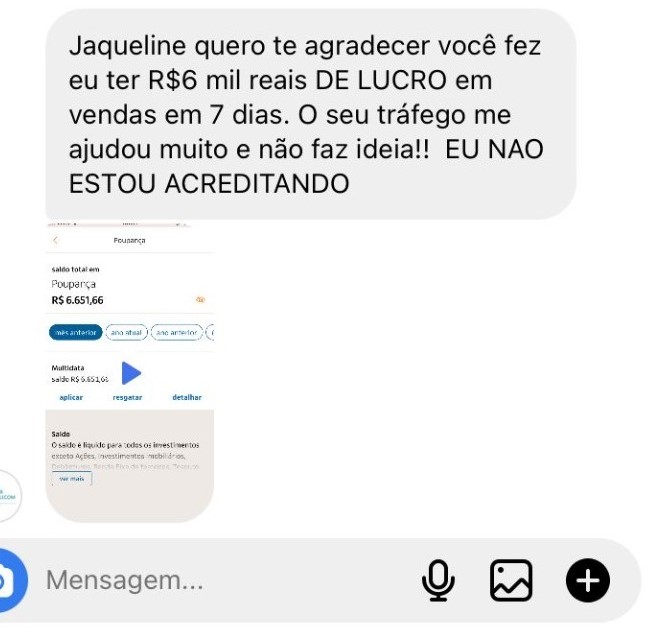 Jaqueline quero te agradecer você fez
eu ter R$6 mil reais DE LUCRO em
vendas em 7 dias. O seu tráfego me
ajudou muito e não faz ideia!!  EU NAO
ESTOU ACREDITANDO
Poupança
saldo total em
Poupança
R$ 6.651,66
mês anterior ano atual ano anterior
Multidata
saldo R$ 6.651,66
aplicar resgatar detalhar
Saldo
O saldo é líquido para todos os investimentos
exceto Ações, Investimentos Imobiliários,
ver mais
Mensagem...